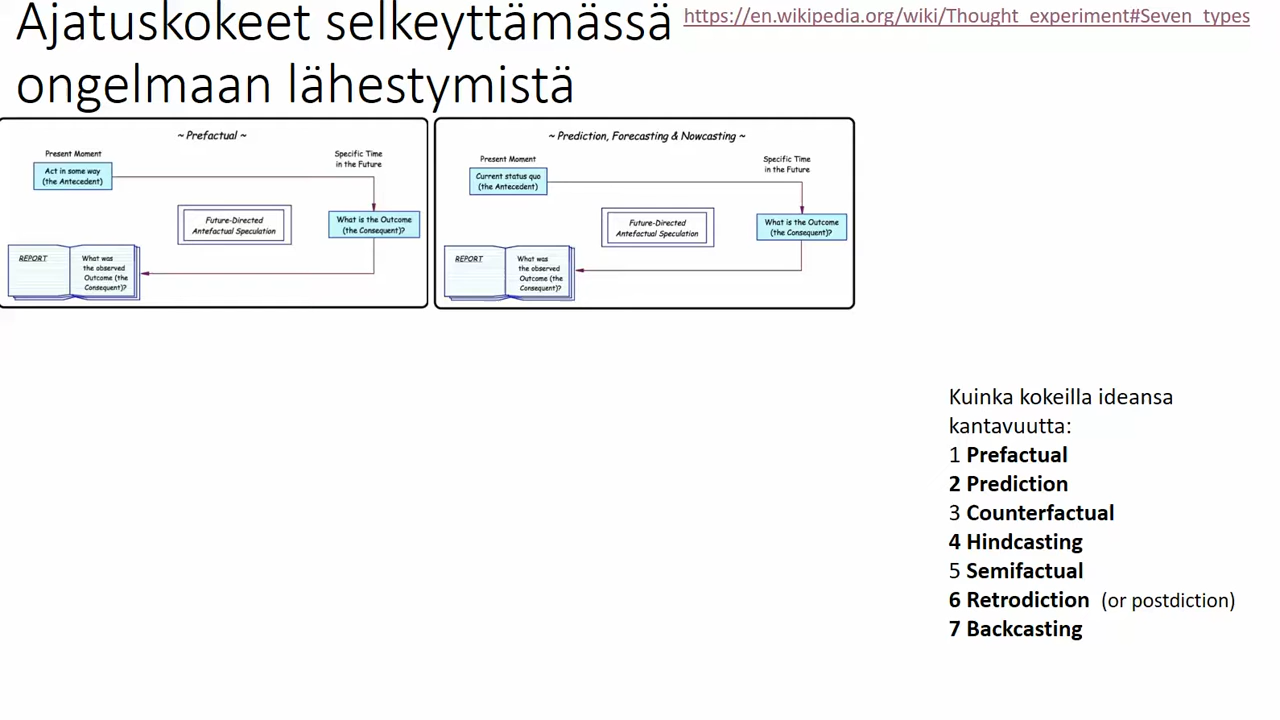 Ajatuskokeet selkeyttämässä
ongelmaan lähestymistä
https://en.wikipedia.org/wiki/Thought_experiment#Seven_types
~ Prefactual ~
Present Moment
Act in some way
(the Antecedent)
Specific Time
in the Future
What is the Outcome
(the Consequent)?
Future-Directed
Antefactual Speculation
REPORT
What was
the observed
Outcome (the
Consequent)?
~ Prediction, Forecasting & Nowcasting ~
Present Moment
Current status quo
(the Antecedent)
Specific Time
in the Future
What is the Outcome
(the Consequent)?
Future-Directed
Antefactual Speculation
REPORT
What was
the observed
Outcome (the
Consequent)?
Kuinka kokeilla ideansa
kantavuutta:
1 Prefactual
2 Prediction
3 Counterfactual
4 Hindcasting
5 Semifactual
6 Retrodiction (or postdiction)
7 Backcasting